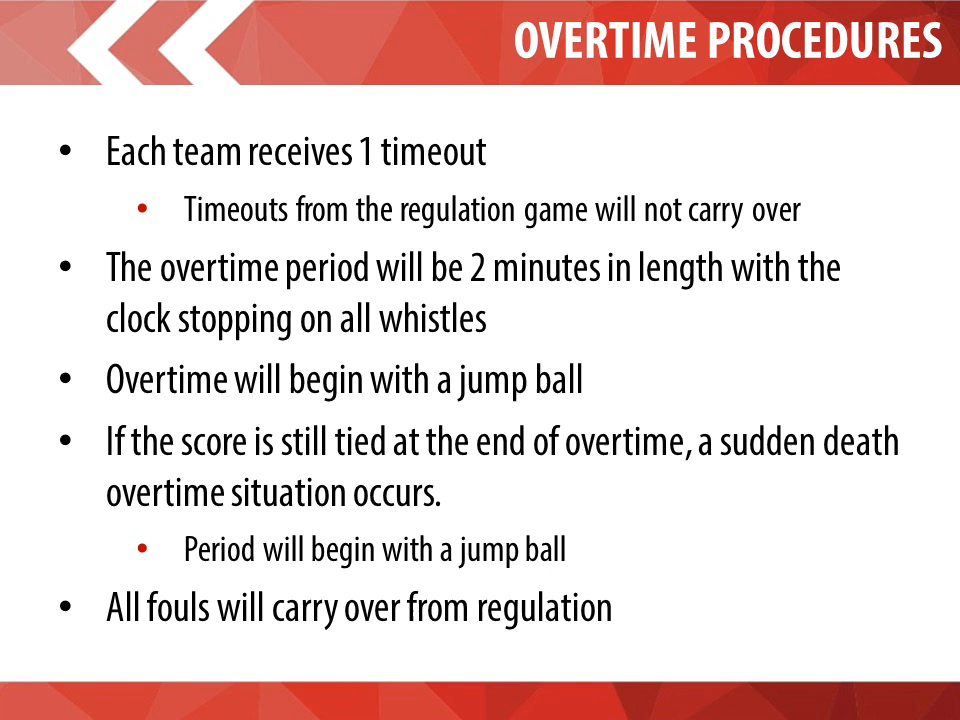 OVERTIME PROCEDURES
• Each team receives 1 timeout
• Timeouts from the regulation game will not carry over
• The overtime period will be 2 minutes in length with the
clock stopping on all whistles
• Overtime will begin with a jump ball
• If the score is still tied at the end of overtime, a sudden death
overtime situation occurs.
• Period will begin with a jump ball
• All fouls will carry over from regulation